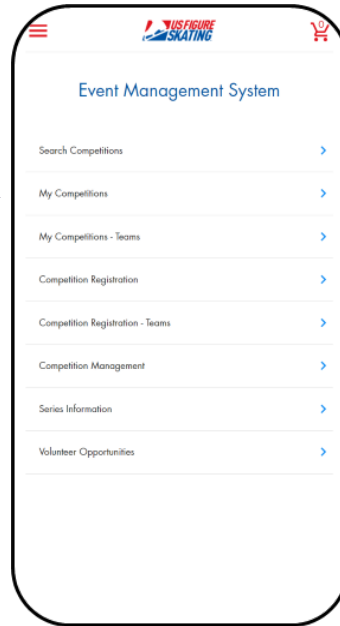 US FIGURE
SKATING
0
Event Management System
Search Competitions
My Competitions
My Competitions - Teams
Competition Registration
Competition Registration - Teams
Competition Management
Series Information
Volunteer Opportunities